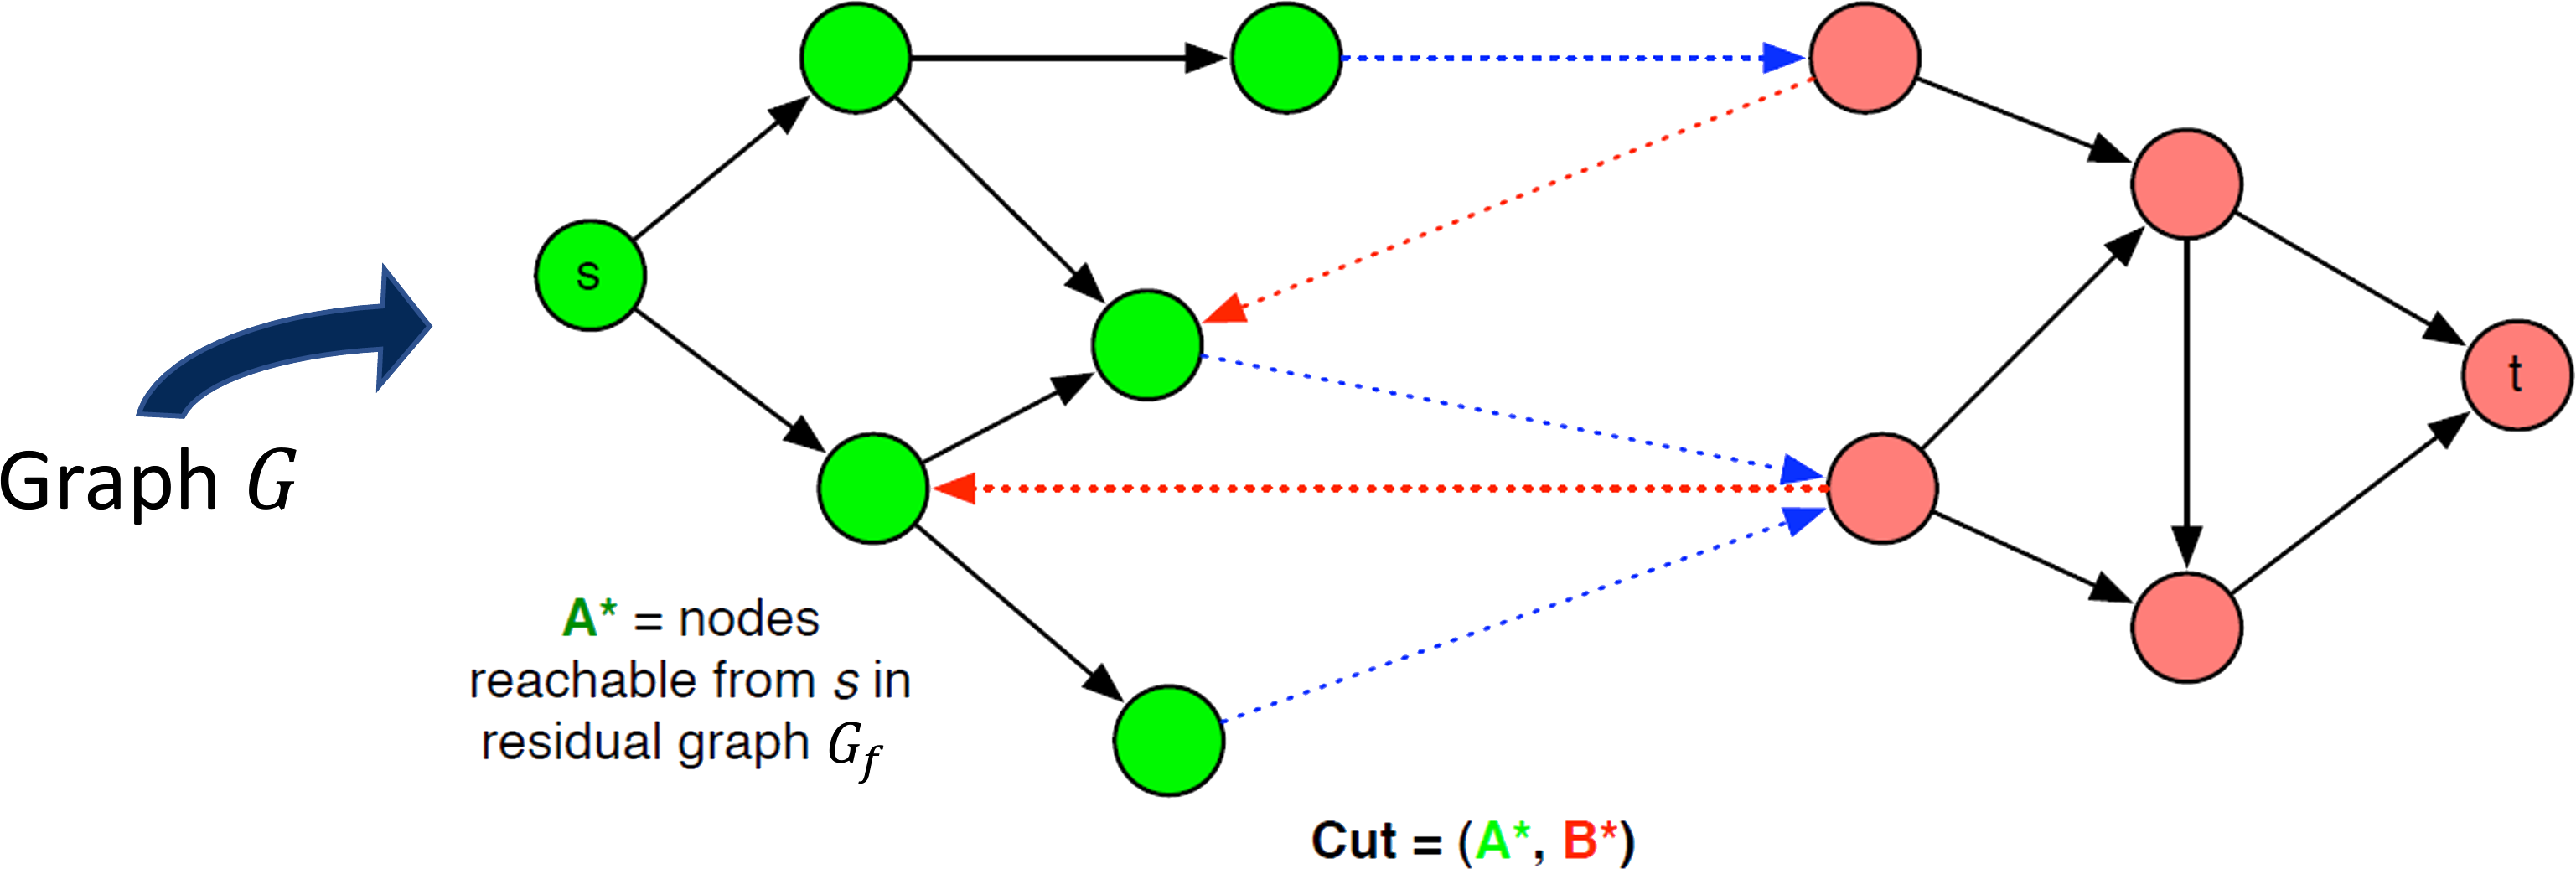 s
t
Graph G
A* = nodes
reachable from s in
residual graph G_f
Cut = (A*, B*)